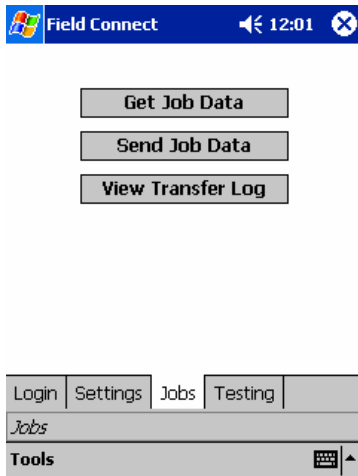 Field Connect 12:01
Get Job Data
Send Job Data
View Transfer Log
Login Settings Jobs Testing
Jobs
Tools